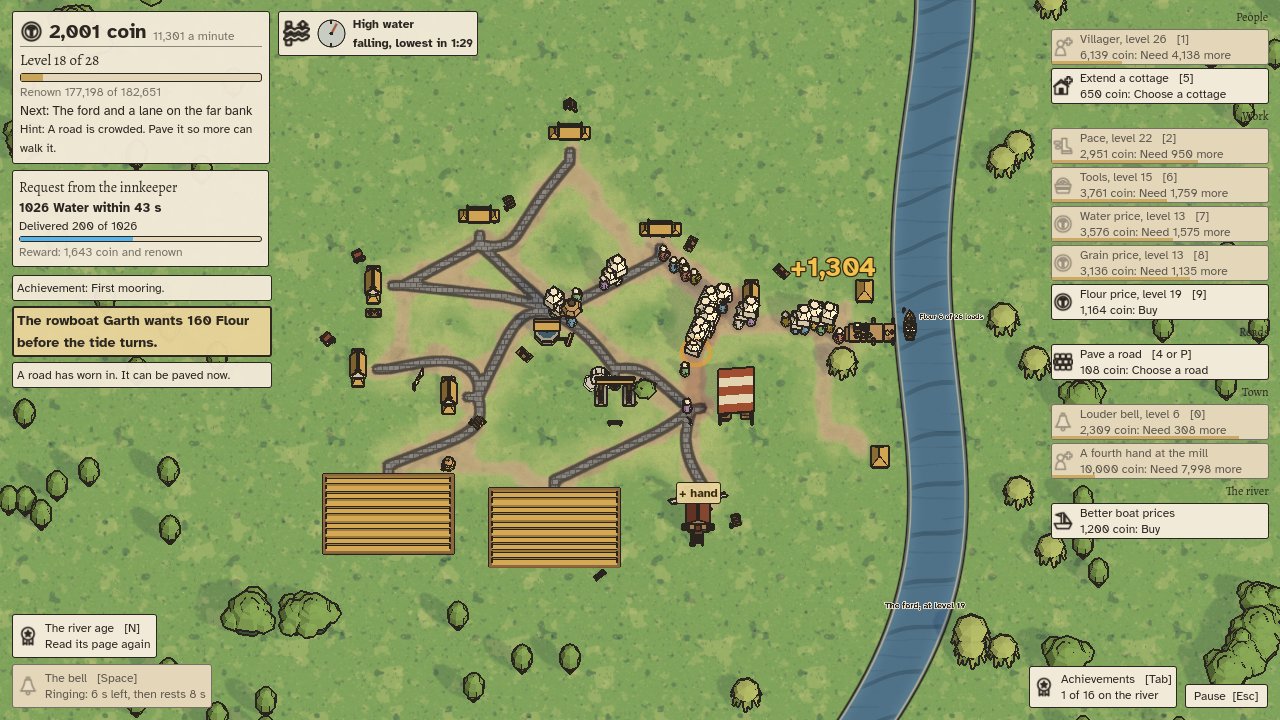 2,001 coin 11,301 a minute
Level 18 of 28
Renown 177,198 of 182,651
Next: The ford and a lane on the far bank
Hint: A road is crowded. Pave it so more can
walk it.
High water
falling, lowest in 1:29
Request from the innkeeper
1026 Water within 43 s
Delivered 200 of 1026
Reward: 1,643 coin and renown
Achievement: First mooring.
The rowboat Garth wants 160 Flour
before the tide turns.
A road has worn in. It can be paved now.
+1,304
+ hand
The ford, at level 19
People
Villager, level 26 [1]
6,139 coin: Need 4,138 more
Extend a cottage [5]
650 coin: Choose a cottage
Work
Pace, level 22 [2]
2,951 coin: Need 950 more
Tools, level 15 [6]
3,761 coin: Need 1,759 more
Water price, level 13 [7]
3,576 coin: Need 1,575 more
Grain price, level 13 [8]
3,136 coin: Need 1,135 more
Flour price, level 19 [9]
1,164 coin: Buy
Pave a road [4 or P]
108 coin: Choose a road
Town
Louder bell, level 6 [0]
2,309 coin: Need 308 more
A fourth hand at the mill
10,000 coin: Need 7,998 more
The river
Better boat prices
1,200 coin: Buy
The river age [N]
Read its page again
The bell [Space]
Ringing: 6 s left, then rests 8 s
Achievements [Tab]
1 of 16 on the river
Pause [Esc]